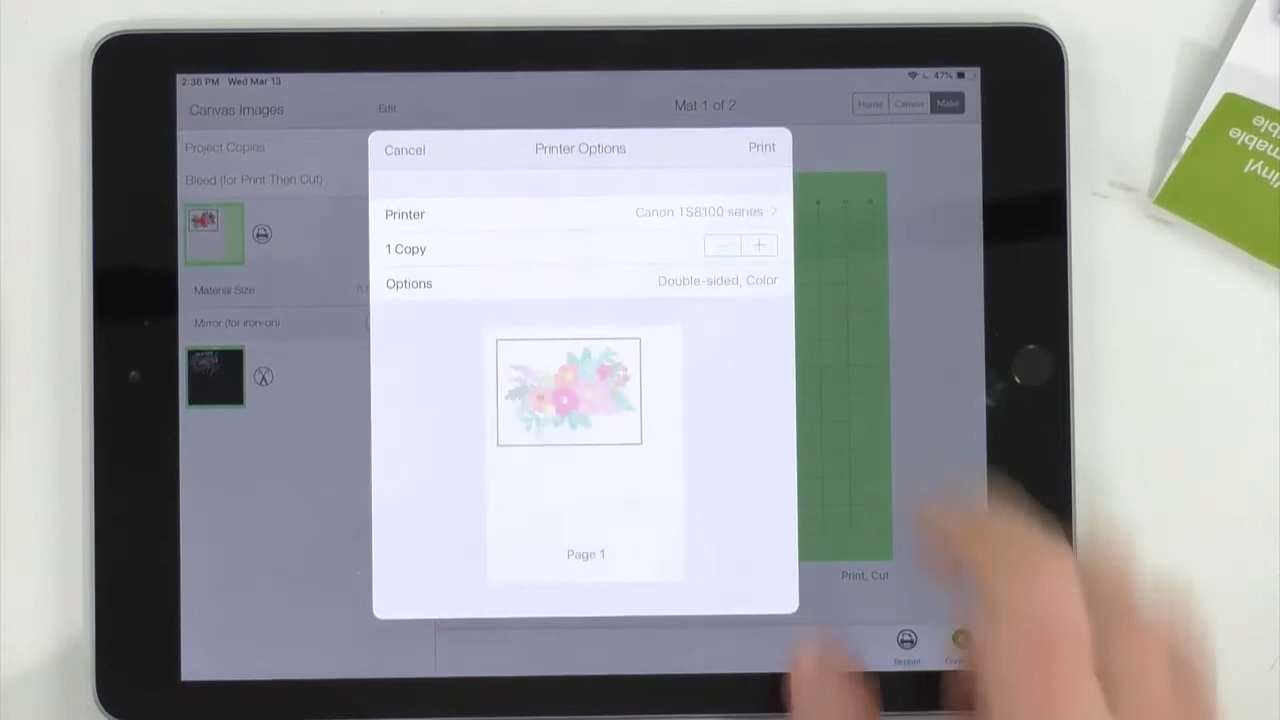 2:36 PM Wed Mar 13
47%
Canvas Images
Edit
Mat 1 of 2
Home
Canvas
Make
Project Copies
Bleed (for Print Then Cut)
Material Size
Mirror (for iron-on)
Cancel
Printer Options
Print
Printer
Canon TS8300 series
1 Copy
Options
Double-sided, Color
Page 1
Print, Cut
Reprint
Vinyl